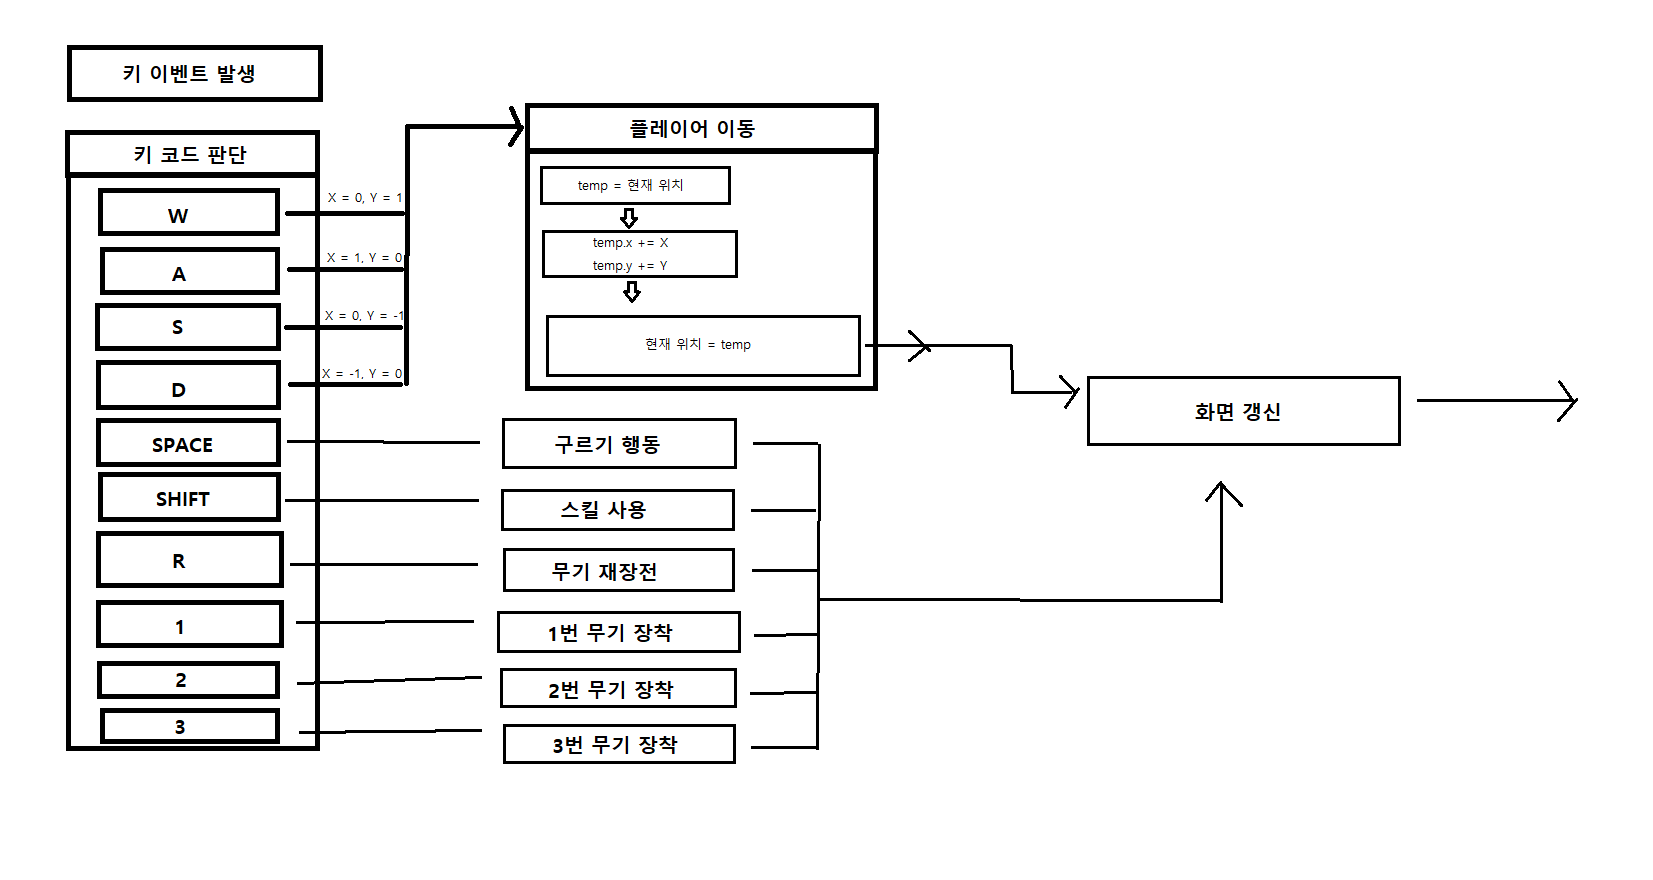 키 이벤트 발생
키 코드 판단
W
X = 0, Y = 1
A
X = 1, Y = 0
S
X = 0, Y = -1
D
X = -1, Y = 0
SPACE
SHIFT
R
1
2
3
플레이어 이동
temp = 현재 위치
temp.x += X
temp.y += Y
현재 위치 = temp
구르기 행동
스킬 사용
무기 재장전
1번 무기 장착
2번 무기 장착
3번 무기 장착
화면 갱신